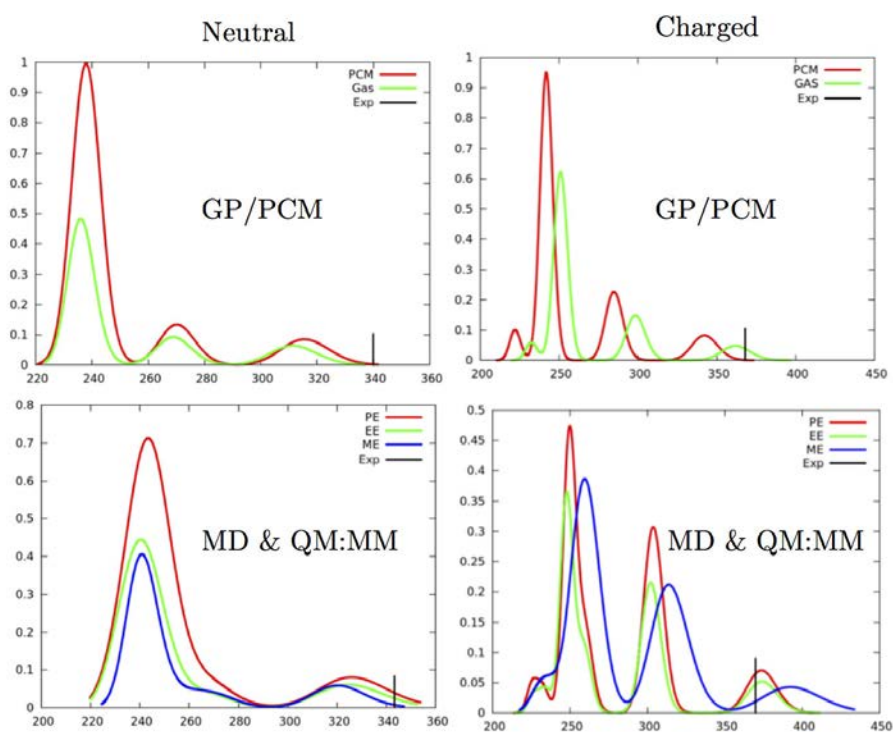 Neutral
Charged
PCM
Gas
Exp
GP/PCM
1
0.9
0.8
0.7
0.6
0.5
0.4
0.3
0.2
0.1
0
220 240 260 280 300 320 340 360
PCM
GAS
Exp
GP/PCM
1
0.9
0.8
0.7
0.6
0.5
0.4
0.3
0.2
0.1
0
200 250 300 350 400 450
PE
EE
ME
Exp
MD & QM:MM
0.8
0.7
0.6
0.5
0.4
0.3
0.2
0.1
0
200 220 240 260 280 300 320 340 360
PE
EE
ME
Exp
MD & QM:MM
0.5
0.45
0.4
0.35
0.3
0.25
0.2
0.15
0.1
0.05
0
200 250 300 350 400 450